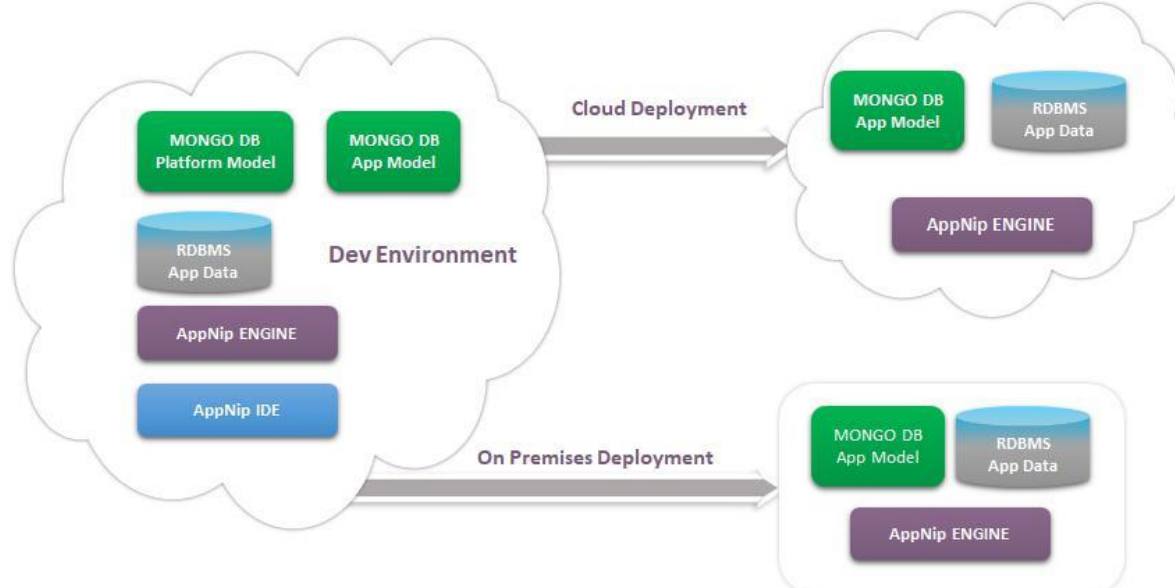 MONGO DB
Platform Model
MONGO DB
App Model
RDBMS
App Data
Dev Environment
AppNip ENGINE
AppNip IDE
Cloud Deployment
MONGO DB
App Model
RDBMS
App Data
AppNip ENGINE
On Premises Deployment
MONGO DB
App Model
RDBMS
App Data
AppNip ENGINE